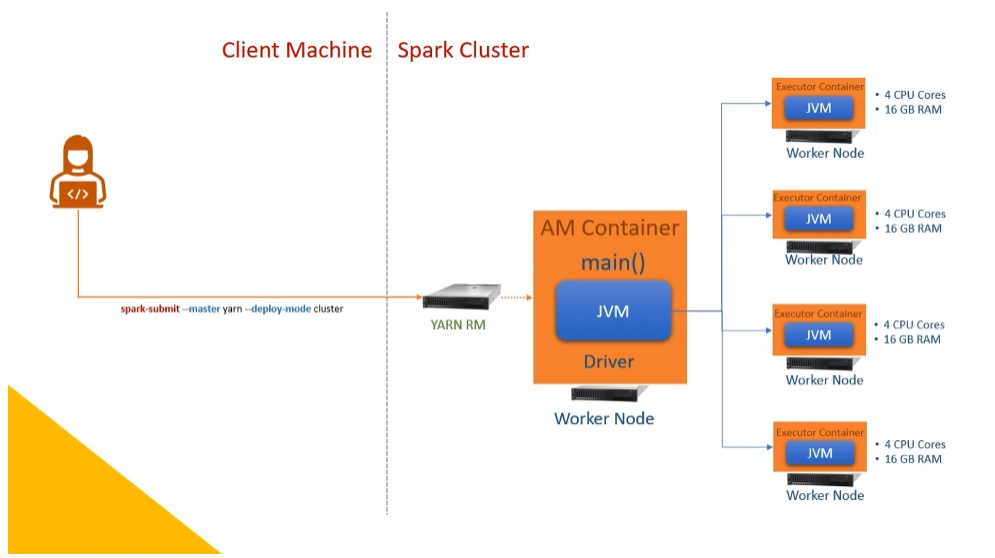 Client Machine
Spark Cluster
</>
spark-submit --master yarn --deploy-mode cluster
YARN RM
AM Container
main()
JVM
Driver
Worker Node
Executor Container
JVM
• 4 CPU Cores
• 16 GB RAM
Worker Node
Executor Container
JVM
• 4 CPU Cores
• 16 GB RAM
Worker Node
Executor Container
JVM
• 4 CPU Cores
• 16 GB RAM
Worker Node
Executor Container
JVM
• 4 CPU Cores
• 16 GB RAM
Worker Node